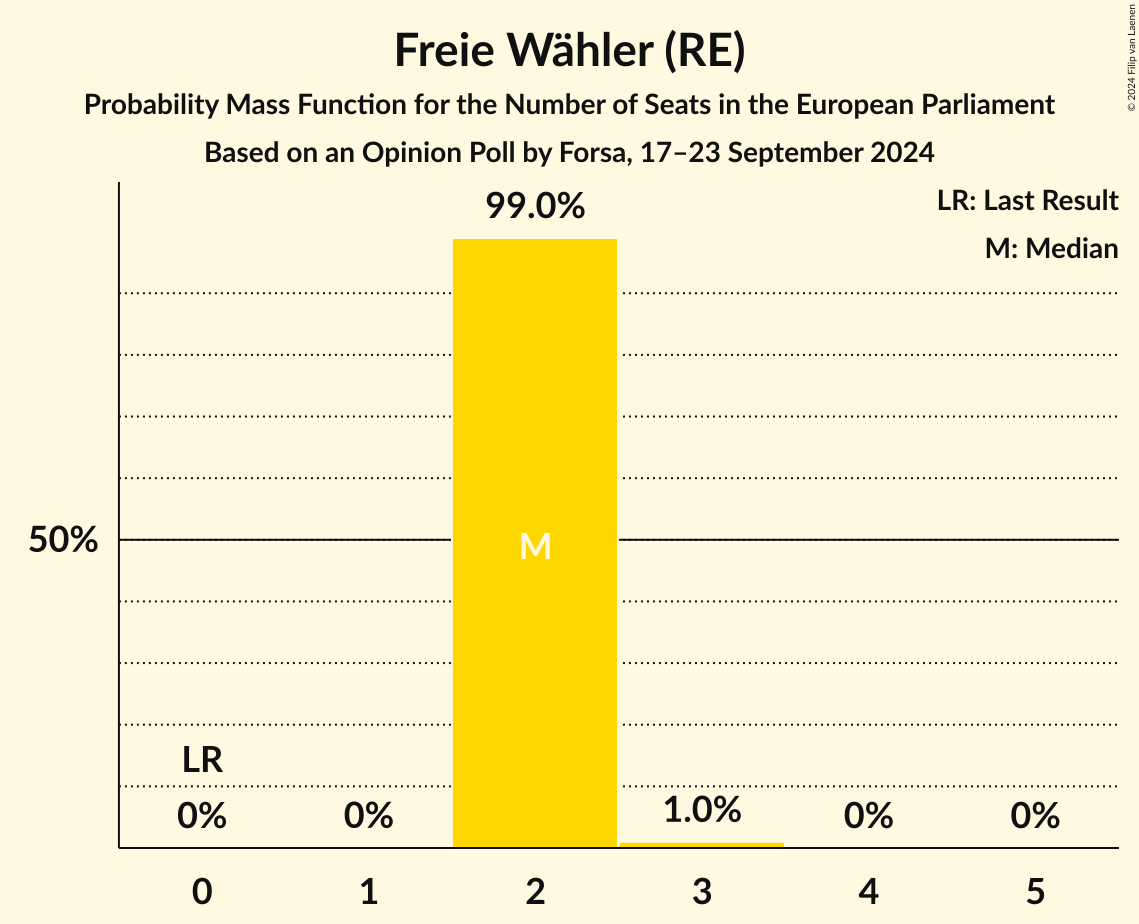 Freie Wähler (RE)
Probability Mass Function for the Number of Seats in the European Parliament
Based on an Opinion Poll by Forsa, 17–23 September 2024
© 2024 Filip van Laenen
LR: Last Result
M: Median
99.0%
50%
M
LR
0%
0%
1.0%
0%
0%
0
1
2
3
4
5